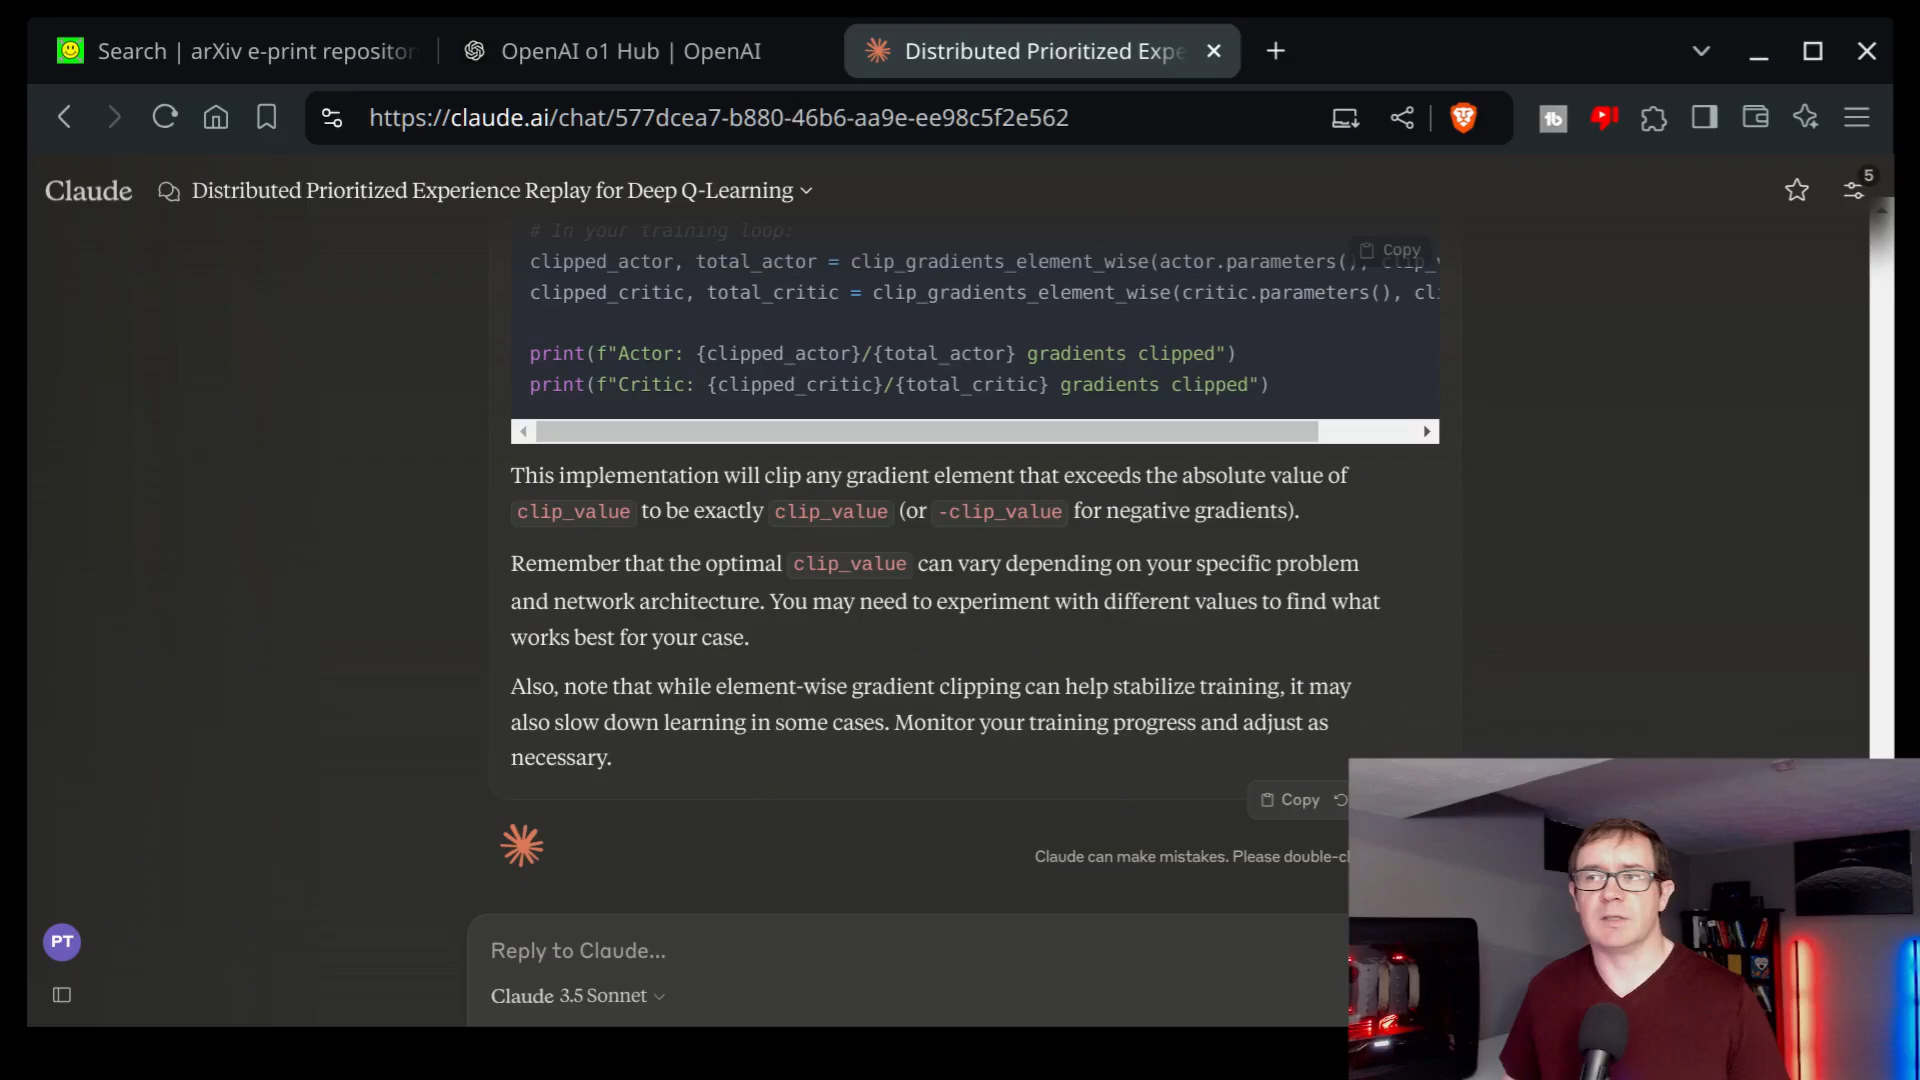 Search | arXiv e-print repositor
OpenAI o1 Hub | OpenAI
Distributed Prioritized Expe
https://claude.ai/chat/577dcea7-b880-46b6-aa9e-ee98c5f2e562
1b
Claude
Distributed Prioritized Experience Replay for Deep Q-Learning
5
# In your training loop:
Copy
clipped_actor, total_actor = clip_gradients_element_wise(actor.parameters(), clip_v
clipped_critic, total_critic = clip_gradients_element_wise(critic.parameters(), cli
print(f"Actor: {clipped_actor}/{total_actor} gradients clipped")
print(f"Critic: {clipped_critic}/{total_critic} gradients clipped")
This implementation will clip any gradient element that exceeds the absolute value of
clip_value to be exactly clip_value (or -clip_value for negative gradients).
Remember that the optimal clip_value can vary depending on your specific problem
and network architecture. You may need to experiment with different values to find what
works best for your case.
Also, note that while element-wise gradient clipping can help stabilize training, it may
also slow down learning in some cases. Monitor your training progress and adjust as
necessary.
Copy
Claude can make mistakes. Please double-c
PT
Reply to Claude...
Claude 3.5 Sonnet